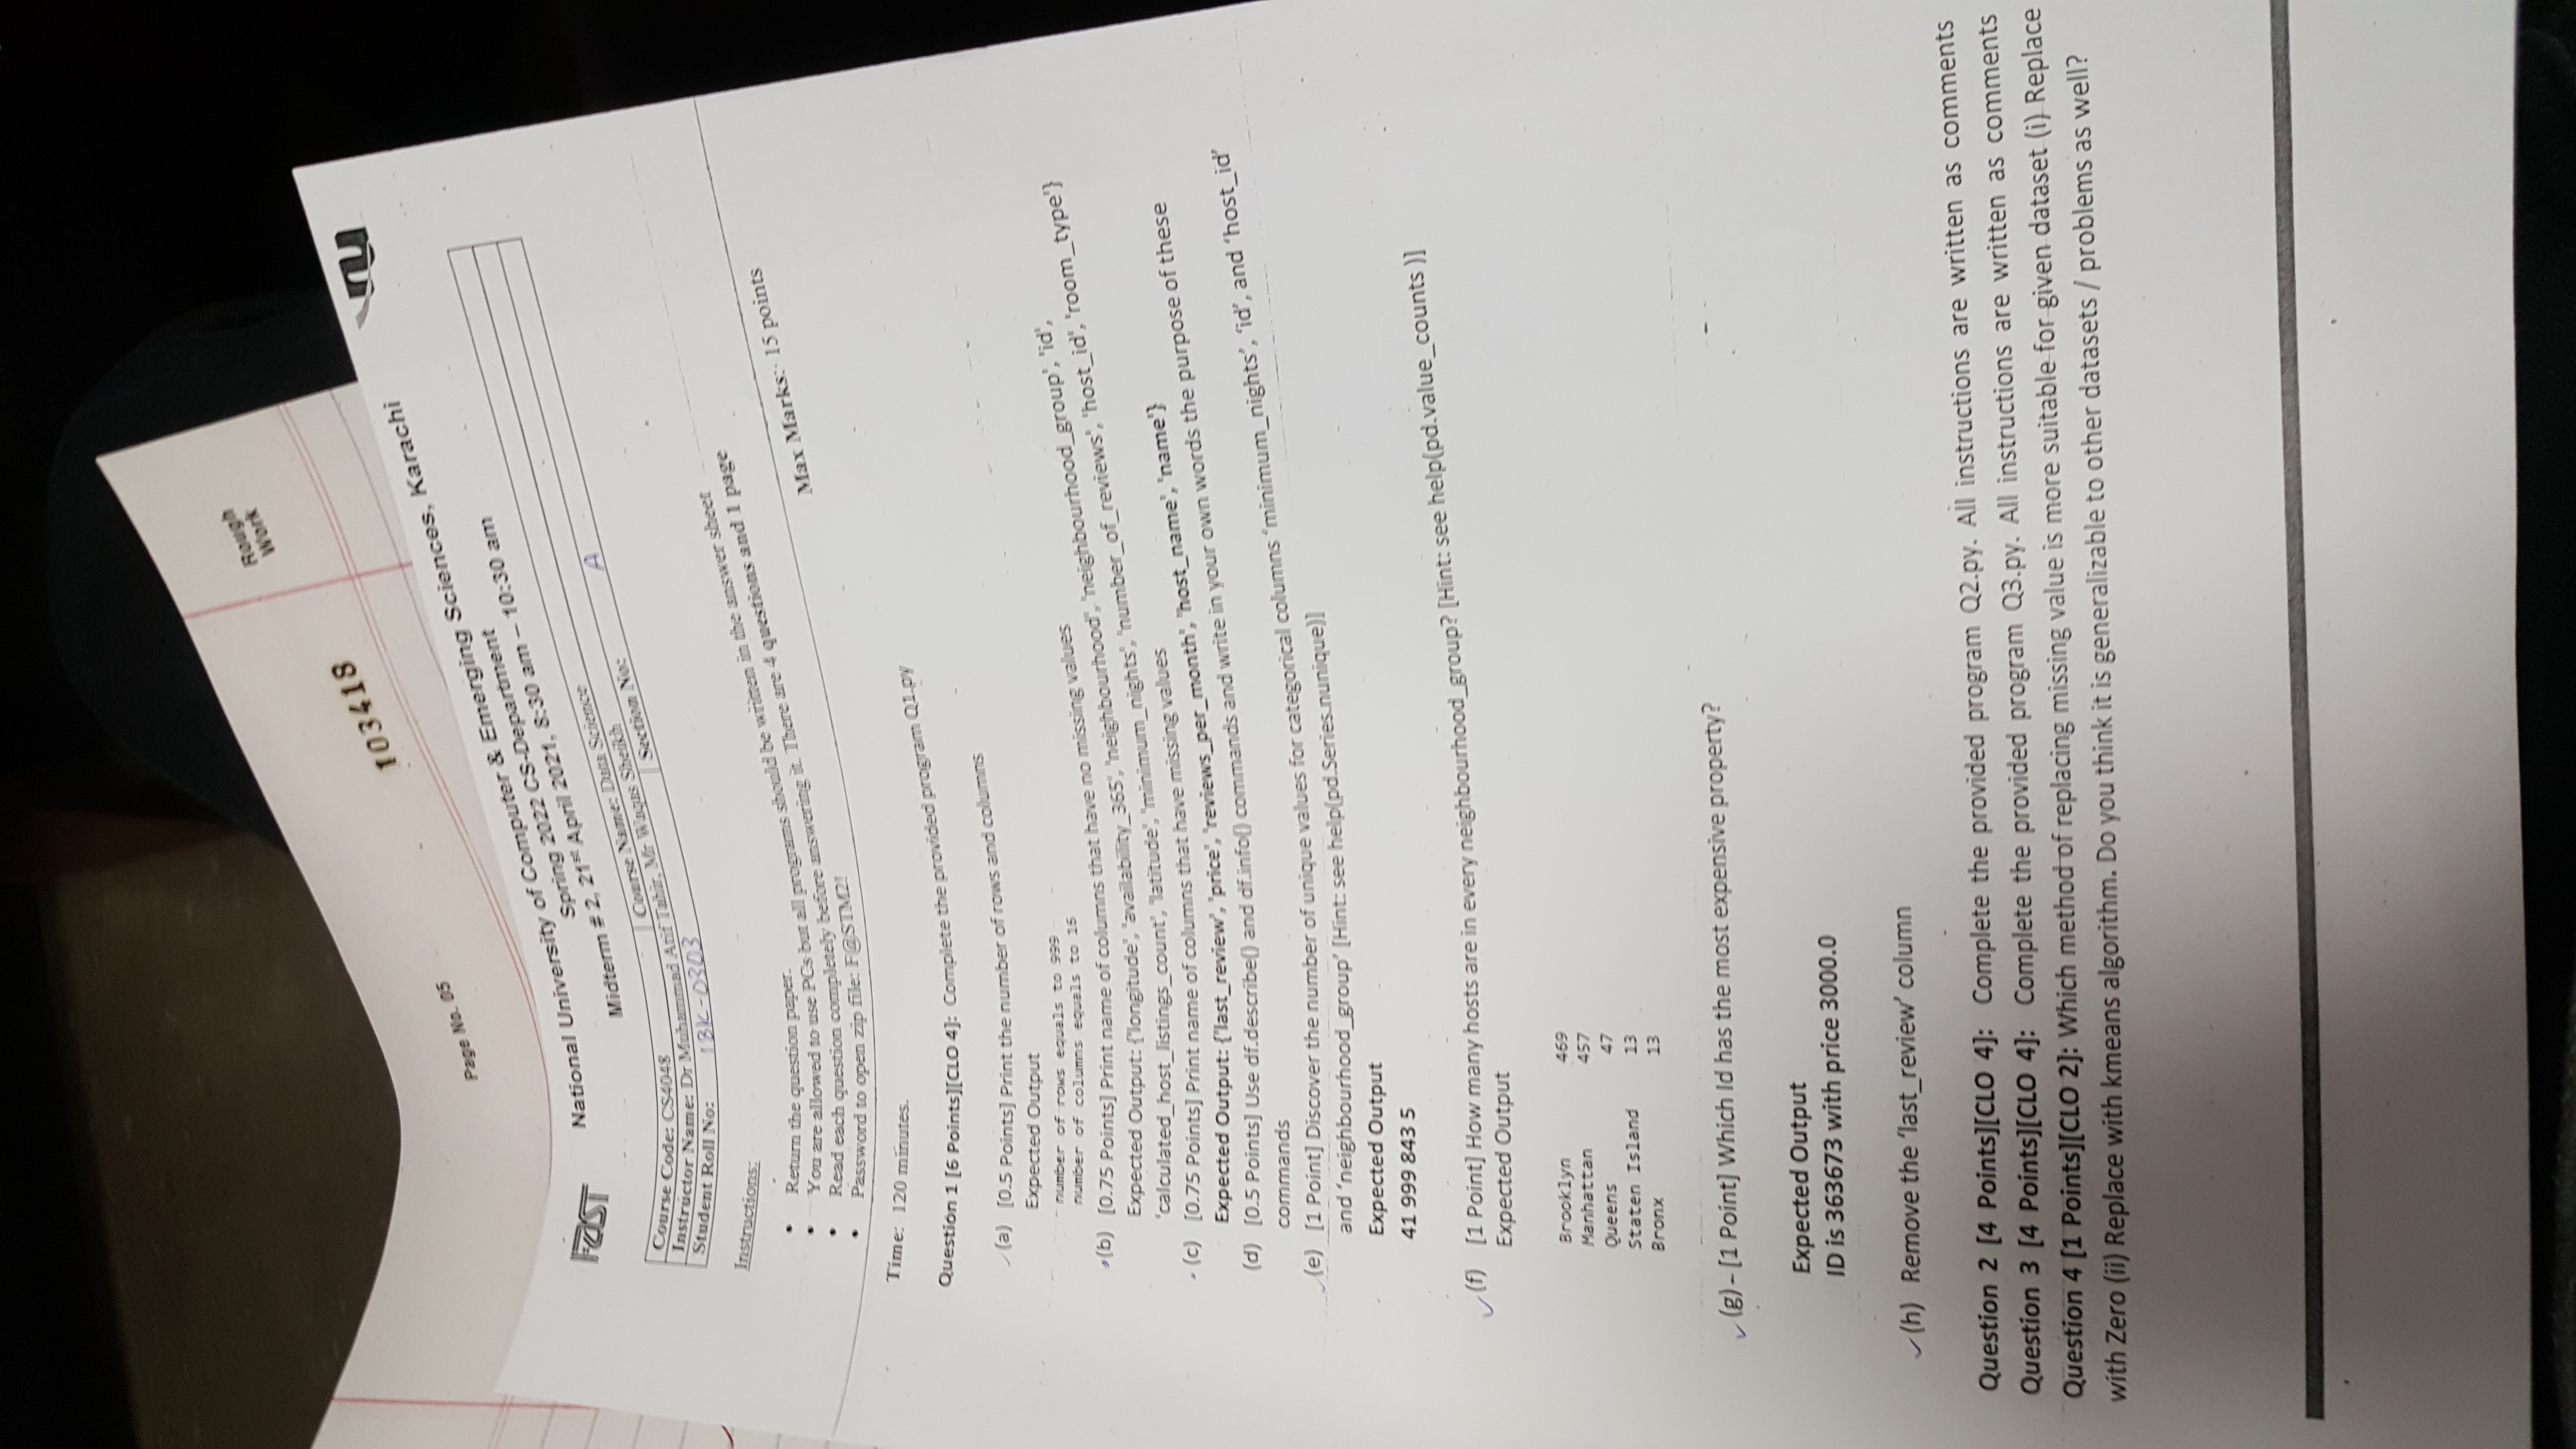 Rough
Work
103418
Page No. 05
FAST
National University of Computer & Emerging Sciences, Karachi
Spring 2022 CS-Department
Midterm # 2, 21st April 2021, 8:30 am – 10:30 am
Course Code: CS4048 Course Name: Data Science
Instructor Name: Dr Muhammad Atif Tahir, Mr Waqas Sheikh
Student Roll No: 18K-0303 Section No: A
Instructions:
• Return the question paper.
• You are allowed to use PCs but all programs should be written in the answer sheet
• Read each question completely before answering it. There are 4 questions and 1 page
• Password to open zip file: F@STM2!
Time: 120 minutes. Max Marks: 15 points
Question 1 [6 Points][CLO 4]: Complete the provided program Q1.py
(a) [0.5 Points] Print the number of rows and columns
Expected Output
number of rows equals to 999
number of columns equals to 16
(b) [0.75 Points] Print name of columns that have no missing values
Expected Output: {'longitude', 'availability_365', 'neighbourhood', 'neighbourhood_group', 'id',
'calculated_host_listings_count', 'latitude', 'minimum_nights', 'number_of_reviews', 'host_id', 'room_type'}
(c) [0.75 Points] Print name of columns that have missing values
Expected Output: {'last_review', 'price', 'reviews_per_month', 'host_name', 'name'}
(d) [0.5 Points] Use df.describe() and df.info() commands and write in your own words the purpose of these
commands
(e) [1 Point] Discover the number of unique values for categorical columns ‘minimum_nights’, ‘id’, and ‘host_id’
and ‘neighbourhood_group’ [Hint: see help(pd.Series.nunique)]
Expected Output
41 999 843 5
(f) [1 Point] How many hosts are in every neighbourhood_group? [Hint: see help(pd.value_counts )]
Expected Output
Brooklyn 469
Manhattan 457
Queens 47
Staten Island 13
Bronx 13
(g) – [1 Point] Which Id has the most expensive property?
Expected Output
ID is 363673 with price 3000.0
(h) Remove the ‘last_review’ column
Question 2 [4 Points][CLO 4]: Complete the provided program Q2.py. All instructions are written as comments
Question 3 [4 Points][CLO 4]: Complete the provided program Q3.py. All instructions are written as comments
Question 4 [1 Points][CLO 2]: Which method of replacing missing value is more suitable for given dataset (i) Replace
with Zero (ii) Replace with kmeans algorithm. Do you think it is generalizable to other datasets / problems as well?